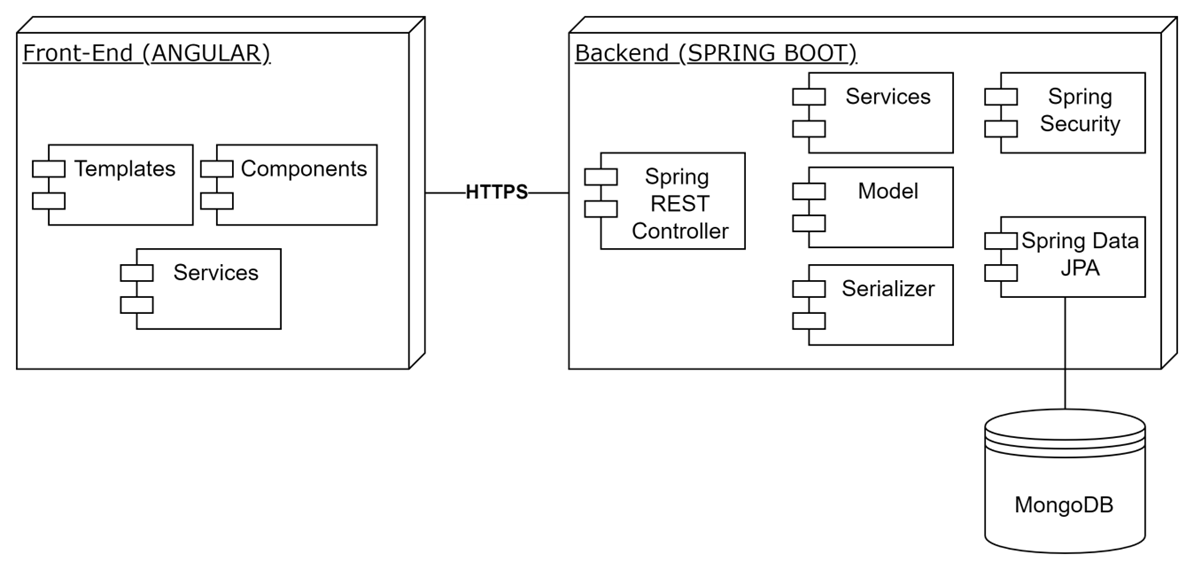 Front-End (ANGULAR)
Templates
Components
Services
HTTPS
Backend (SPRING BOOT)
Spring
REST
Controller
Services
Model
Serializer
Spring
Security
Spring Data
JPA
MongoDB